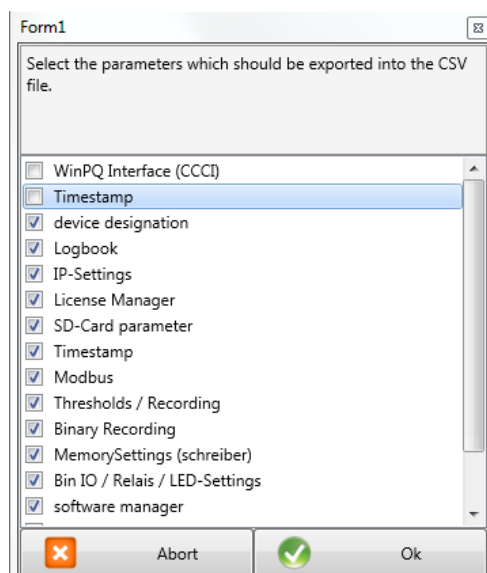 Form1
Select the parameters which should be exported into the CSV
file.
WinPQ Interface (CCCI)
Timestamp
device designation
Logbook
IP-Settings
License Manager
SD-Card parameter
Timestamp
Modbus
Thresholds / Recording
Binary Recording
MemorySettings (schreiber)
Bin IO / Relais / LED-Settings
software manager
Abort
Ok